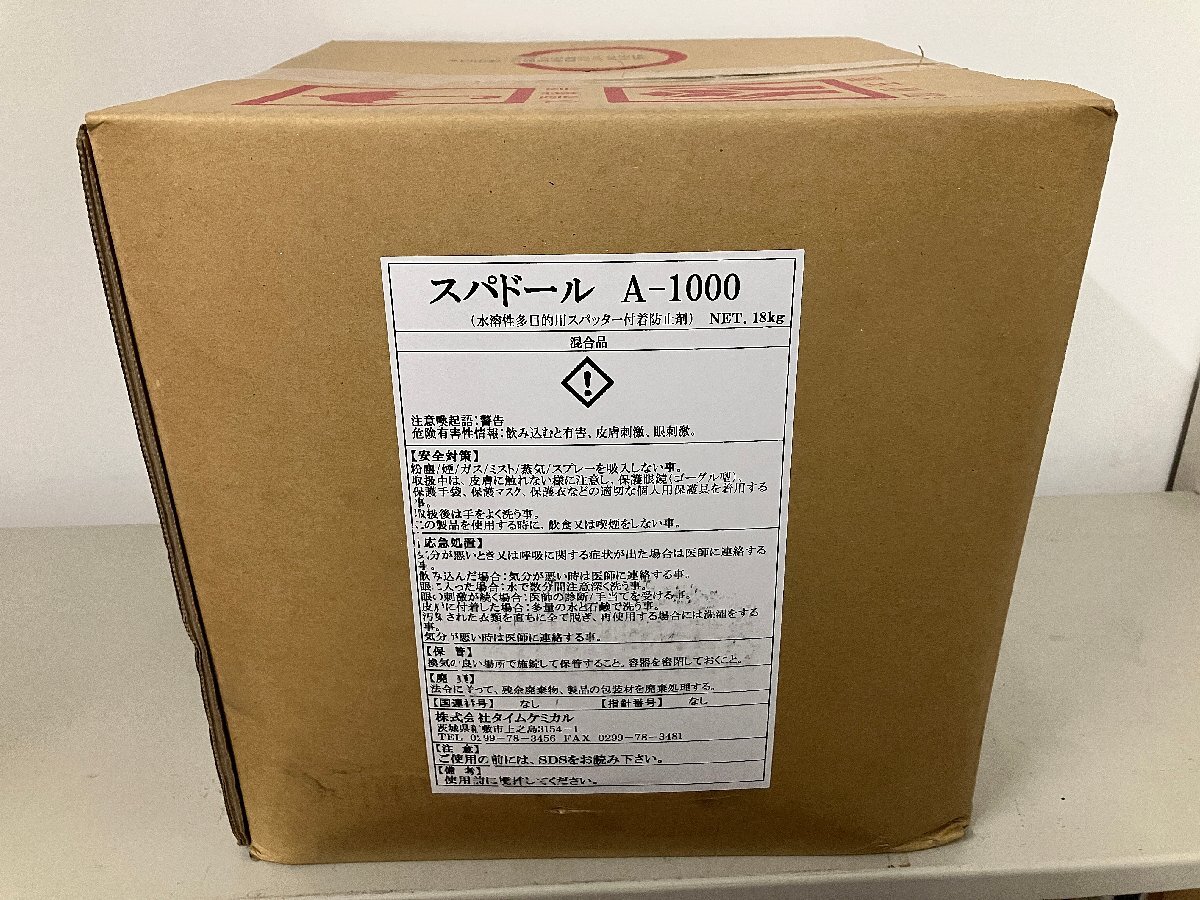 スパドール A-1000
(水溶性多目的用スパッター付着防止剤) NET. 18kg
混合品
注意喚起語:警告
危険有害性情報:飲み込むと有害、皮膚刺激、眼刺激。
【安全対策】
粉塵/煙/ガス/ミスト/蒸気/スプレーを吸入しない事。
取扱中は、皮膚に触れない様に注意し、保護眼鏡(ゴーグル型)、
保護手袋、保護マスク、保護衣などの適切な個人用保護具を着用する
事。
取扱後は手をよく洗う事。
この製品を使用する時に、飲食又は喫煙をしない事。
【応急処置】
気分が悪いとき又は呼吸に関する症状が出た場合は医師に連絡する
事。
飲み込んだ場合:気分が悪い時は医師に連絡する事。
眼に入った場合:水で数分間注意深く洗う事。
眼の刺激が続く場合:医師の診断/手当てを受ける事。
皮膚に付着した場合:多量の水と石鹸で洗う事。
汚染された衣類を直ちに全て脱ぎ、再使用する場合には洗濯をする
事。
気分が悪い時は医師に連絡する事。
【保 管】
換気の良い場所で施錠して保管すること。容器を密閉しておくこと。
【廃 棄】
法令に従って、残余廃棄物、製品の包装材を廃棄処理する。
【国連番号】 なし 【指針番号】 なし
株式会社タイムケミカル
茨城県稲敷市上之島3154-1
TEL 0299-78-3456 FAX 0299-78-3481
【注 意】
ご使用の前には、SDSをお読み下さい。
【備 考】
使用前に撹拌してください。